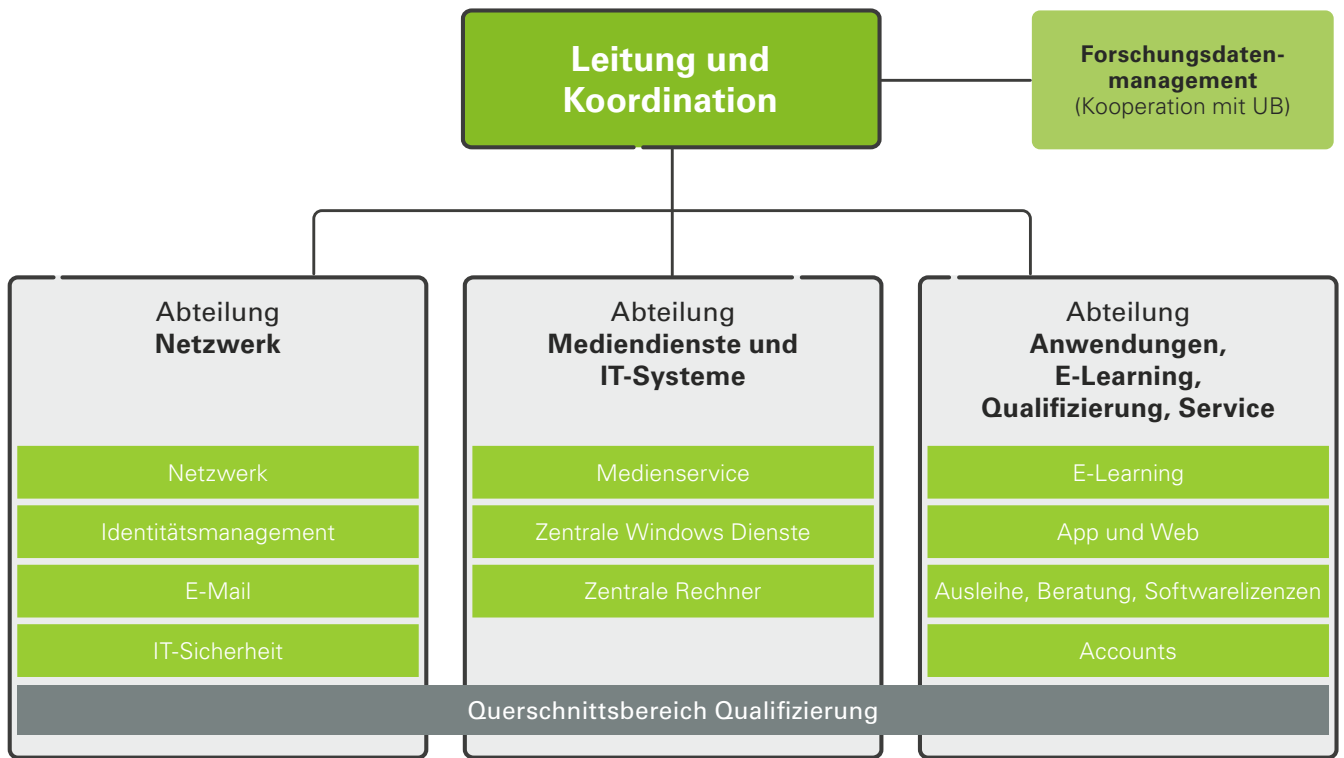 Leitung und
Koordination
Forschungsdaten-
management
(Kooperation mit UB)
Abteilung
Netzwerk
Netzwerk
Identitätsmanagement
E-Mail
IT-Sicherheit
Abteilung
Mediendienste und
IT-Systeme
Medienservice
Zentrale Windows Dienste
Zentrale Rechner
Abteilung
Anwendungen,
E-Learning,
Qualifizierung, Service
E-Learning
App und Web
Ausleihe, Beratung, Softwarelizenzen
Accounts
Querschnittsbereich Qualifizierung